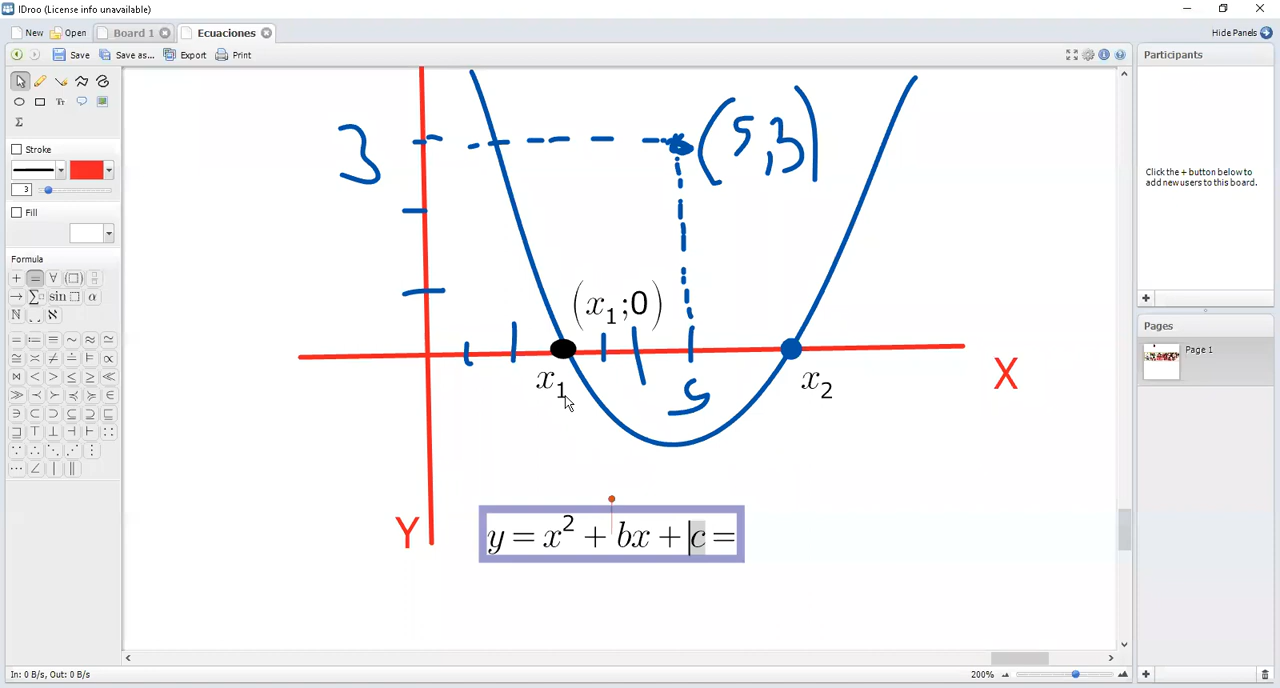 IDroo (License info unavailable)
New Open Board 1 Ecuaciones Hide Panels
Save Save as... Export Print
Participants
Click the + button below to
add new users to this board.
Pages
Page 1
Tr
Σ
Stroke
3
Fill
Formula
+ = ∀ (□)
→ Σ□ sin □ α
ℕ ℵ
3
(5,3)
(x₁;0)
x₁
5
x₂
X
Y
y = x² + bx + c =
In: 0 B/s, Out: 0 B/s
200%